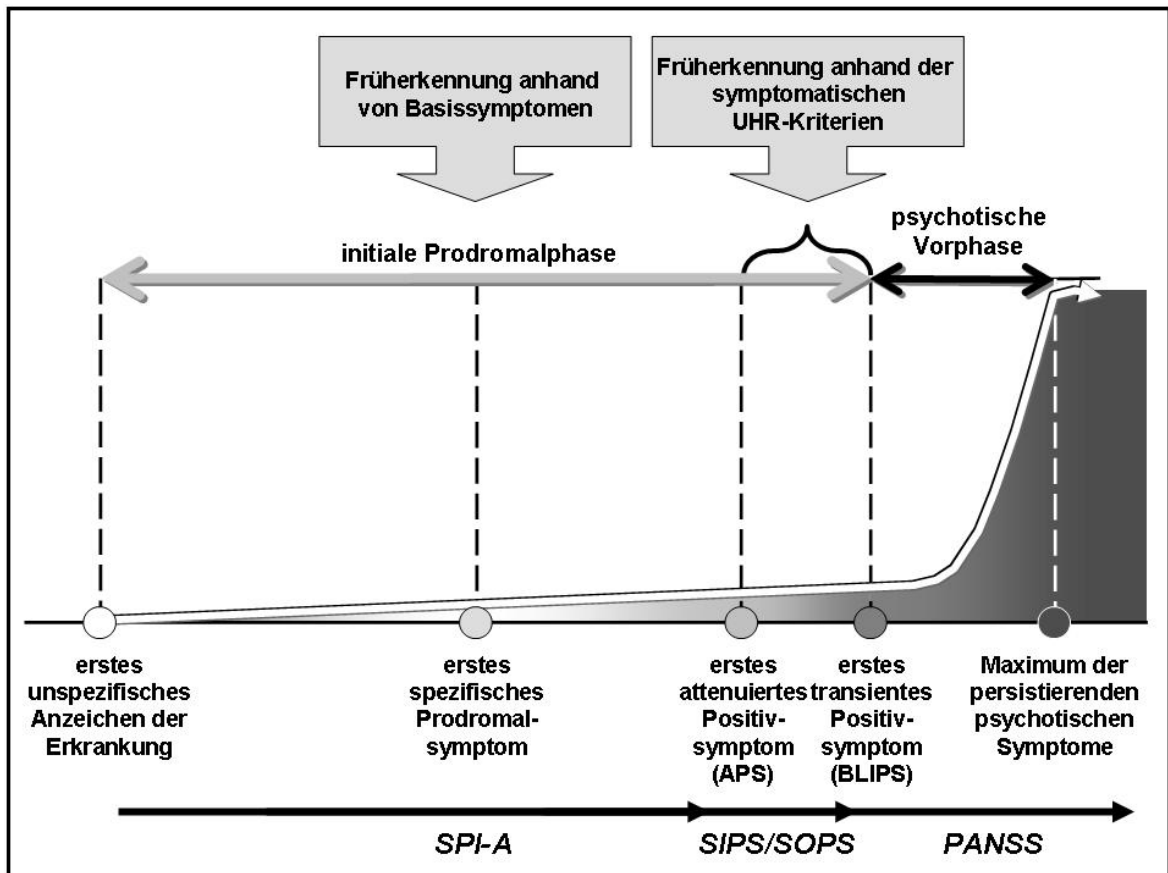 Früherkennung anhand
von Basissymptomen
Früherkennung anhand der
symptomatischen
UHR-Kriterien
initiale Prodromalphase
psychotische
Vorphase
erstes
unspezifisches
Anzeichen der
Erkrankung
erstes
spezifisches
Prodromal-
symptom
erstes
attenuiertes
Positiv-
symptom
(APS)
erstes
transientes
Positiv-
symptom
(BLIPS)
Maximum der
persistierenden
psychotischen
Symptome
SPI-A
SIPS/SOPS
PANSS